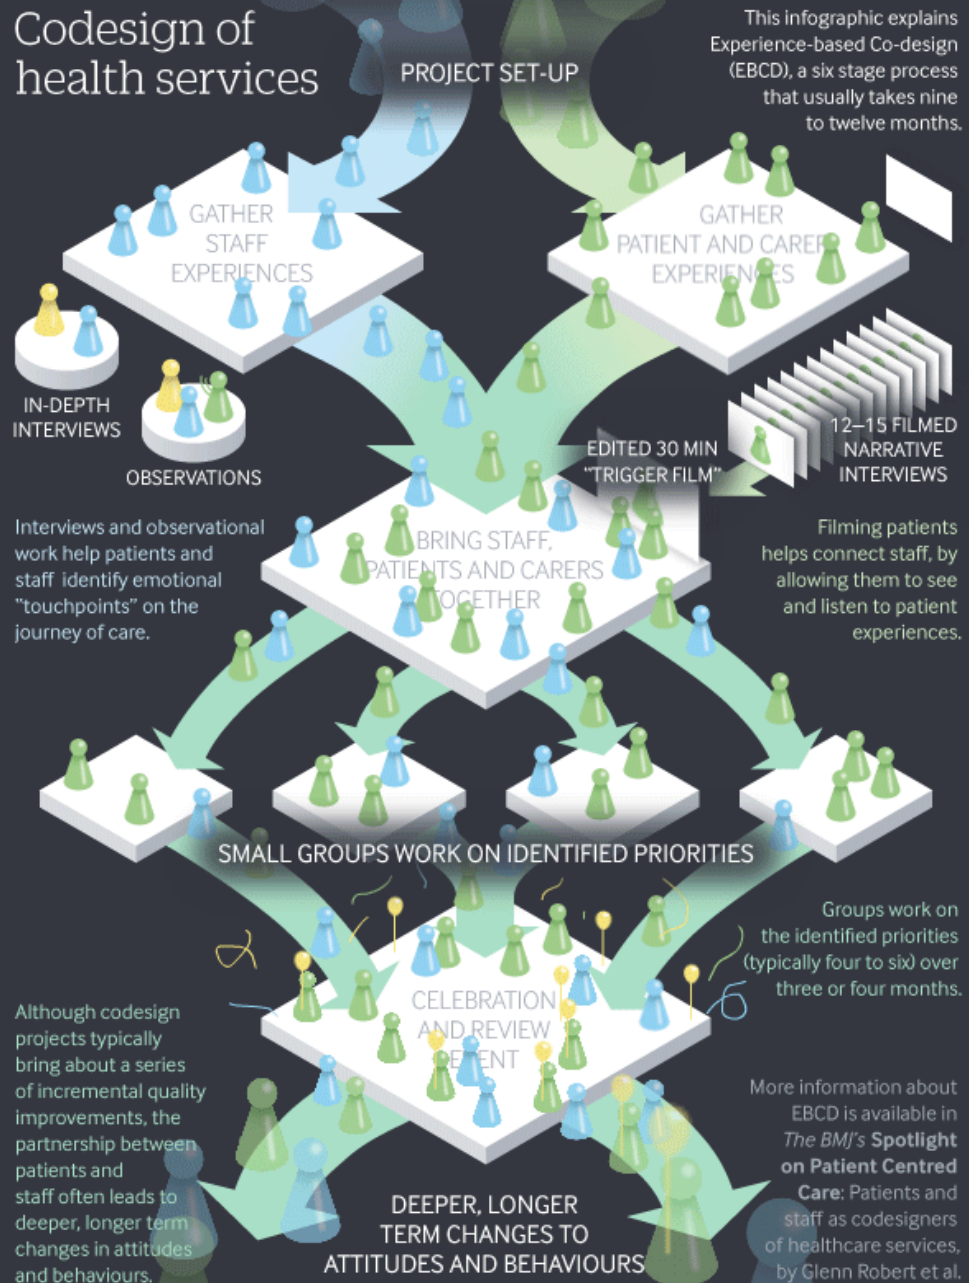 Codesign of
health services
PROJECT SET-UP
This infographic explains
Experience-based Co-design
(EBCD), a six stage process
that usually takes nine
to twelve months.
GATHER
STAFF
EXPERIENCES
GATHER
PATIENT AND CARER
EXPERIENCES
IN-DEPTH
INTERVIEWS
OBSERVATIONS
EDITED 30 MIN
"TRIGGER FILM"
12–15 FILMED
NARRATIVE
INTERVIEWS
Interviews and observational
work help patients and
staff identify emotional
"touchpoints" on the
journey of care.
BRING STAFF,
PATIENTS AND CARERS
TOGETHER
Filming patients
helps connect staff, by
allowing them to see
and listen to patient
experiences.
SMALL GROUPS WORK ON IDENTIFIED PRIORITIES
Groups work on
the identified priorities
(typically four to six) over
three or four months.
CELEBRATION
AND REVIEW
EVENT
Although codesign
projects typically
bring about a series
of incremental quality
improvements, the
partnership between
patients and
staff often leads to
deeper, longer term
changes in attitudes
and behaviours.
DEEPER, LONGER
TERM CHANGES TO
ATTITUDES AND BEHAVIOURS
More information about
EBCD is available in
The BMJ's Spotlight
on Patient Centred
Care: Patients and
staff as codesigners
of healthcare services,
by Glenn Robert et al.